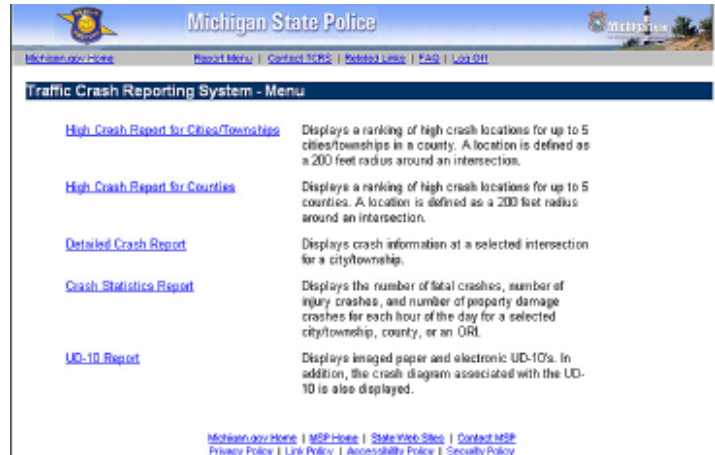 Michigan State Police
Michigan.gov
Michigan.gov Home Report Menu | Contact TCRS | Related Links | FAQ | Log Off
Traffic Crash Reporting System - Menu
High Crash Report for Cities/Townships Displays a ranking of high crash locations for up to 5
cities/townships in a county. A location is defined as
a 200 feet radius around an intersection.
High Crash Report for Counties Displays a ranking of high crash locations for up to 5
counties. A location is defined as a 200 feet radius
around an intersection.
Detailed Crash Report Displays crash information at a selected intersection
for a city/township.
Crash Statistics Report Displays the number of fatal crashes, number of
injury crashes, and number of property damage
crashes for each hour of the day for a selected
city/township, county, or an ORI.
UD-10 Report Displays imaged paper and electronic UD-10's. In
addition, the crash diagram associated with the UD-
10 is also displayed.
Michigan.gov Home | MSP Home | State Web Sites | Contact MSP
Privacy Policy | Link Policy | Accessibility Policy | Security Policy